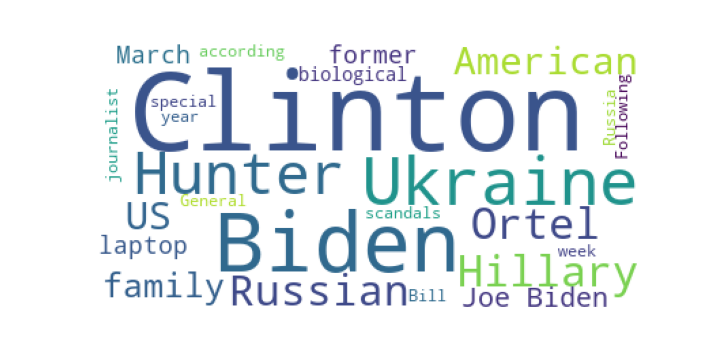 March
according
former
American
biological
Clinton
special
year
journalist
Russia
Following
Hunter
Ukraine
General
US
scandals
Ortel
Biden
laptop
week
Hillary
family
Russian
Bill
Joe Biden